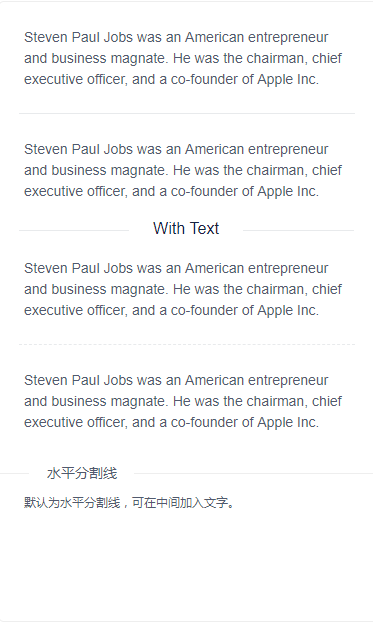 Steven Paul Jobs was an American entrepreneur
and business magnate. He was the chairman, chief
executive officer, and a co-founder of Apple Inc.
Steven Paul Jobs was an American entrepreneur
and business magnate. He was the chairman, chief
executive officer, and a co-founder of Apple Inc.
With Text
Steven Paul Jobs was an American entrepreneur
and business magnate. He was the chairman, chief
executive officer, and a co-founder of Apple Inc.
Steven Paul Jobs was an American entrepreneur
and business magnate. He was the chairman, chief
executive officer, and a co-founder of Apple Inc.
水平分割线
默认为水平分割线，可在中间加入文字。